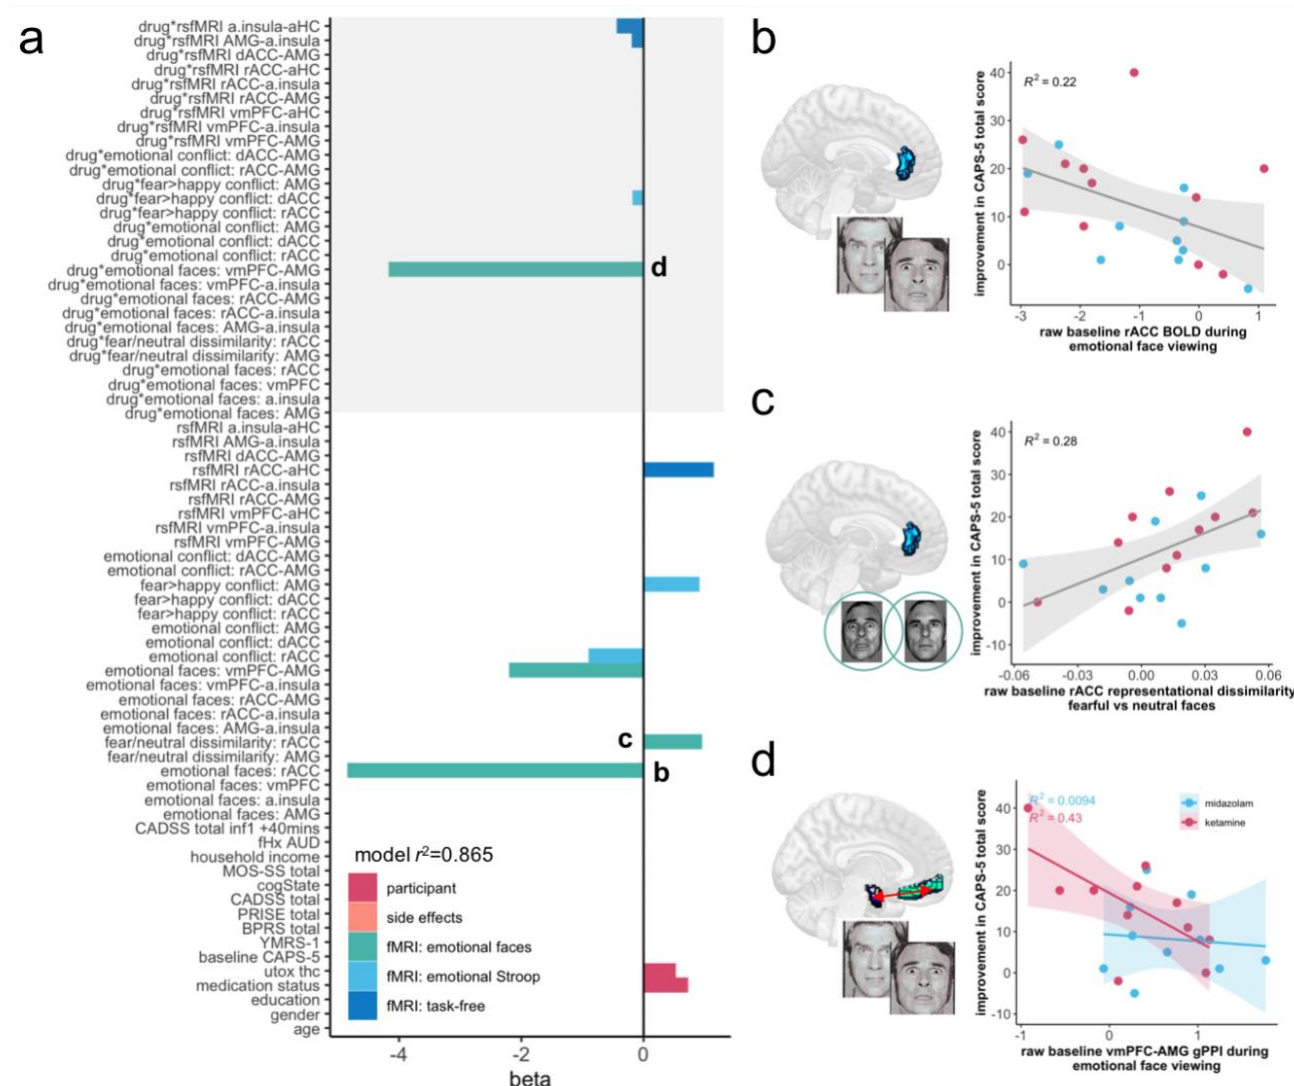 a
drug*rsfMRI a.insula-aHC
drug*rsfMRI AMG-a.insula
drug*rsfMRI dACC-AMG
drug*rsfMRI rACC-aHC
drug*rsfMRI rACC-a.insula
drug*rsfMRI rACC-AMG
drug*rsfMRI vmPFC-aHC
drug*rsfMRI vmPFC-a.insula
drug*rsfMRI vmPFC-AMG
drug*emotional conflict: dACC-AMG
drug*emotional conflict: rACC-AMG
drug*fear>happy conflict: AMG
drug*fear>happy conflict: dACC
drug*fear>happy conflict: rACC
drug*emotional conflict: AMG
drug*emotional conflict: dACC
drug*emotional conflict: rACC
drug*emotional faces: vmPFC-AMG
drug*emotional faces: vmPFC-a.insula
drug*emotional faces: rACC-AMG
drug*emotional faces: rACC-a.insula
drug*emotional faces: AMG-a.insula
drug*fear/neutral dissimilarity: rACC
drug*fear/neutral dissimilarity: AMG
drug*emotional faces: rACC
drug*emotional faces: vmPFC
drug*emotional faces: a.insula
drug*emotional faces: AMG
rsfMRI a.insula-aHC
rsfMRI AMG-a.insula
rsfMRI dACC-AMG
rsfMRI rACC-aHC
rsfMRI rACC-a.insula
rsfMRI rACC-AMG
rsfMRI vmPFC-aHC
rsfMRI vmPFC-a.insula
rsfMRI vmPFC-AMG
emotional conflict: dACC-AMG
emotional conflict: rACC-AMG
fear>happy conflict: AMG
fear>happy conflict: dACC
fear>happy conflict: rACC
emotional conflict: AMG
emotional conflict: dACC
emotional conflict: rACC
emotional faces: vmPFC-AMG
emotional faces: vmPFC-a.insula
emotional faces: rACC-AMG
emotional faces: rACC-a.insula
emotional faces: AMG-a.insula
fear/neutral dissimilarity: rACC
fear/neutral dissimilarity: AMG
emotional faces: rACC
emotional faces: vmPFC
emotional faces: a.insula
emotional faces: AMG
CADSS total inf1 +40mins
fHx AUD
household income
MOS-SS total
cogState
CADSS total
PRISE total
BPRS total
YMRS-1
baseline CAPS-5
utox thc
medication status
education
gender
age
d
c
b
model r²=0.865
participant
side effects
fMRI: emotional faces
fMRI: emotional Stroop
fMRI: task-free
-4 -2 0
beta
b
improvement in CAPS-5 total score
40
30
20
10
0
R² = 0.22
-3 -2 -1 0 1
raw baseline rACC BOLD during
emotional face viewing
c
improvement in CAPS-5 total score
40
30
20
10
0
-10
R² = 0.28
-0.06 -0.03 0.00 0.03 0.06
raw baseline rACC representational dissimilarity
fearful vs neutral faces
d
improvement in CAPS-5 total score
40
30
20
10
0
-10
R² = 0.0094
R² = 0.43
midazolam
ketamine
-1 0 1
raw baseline vmPFC-AMG gPPI during
emotional face viewing